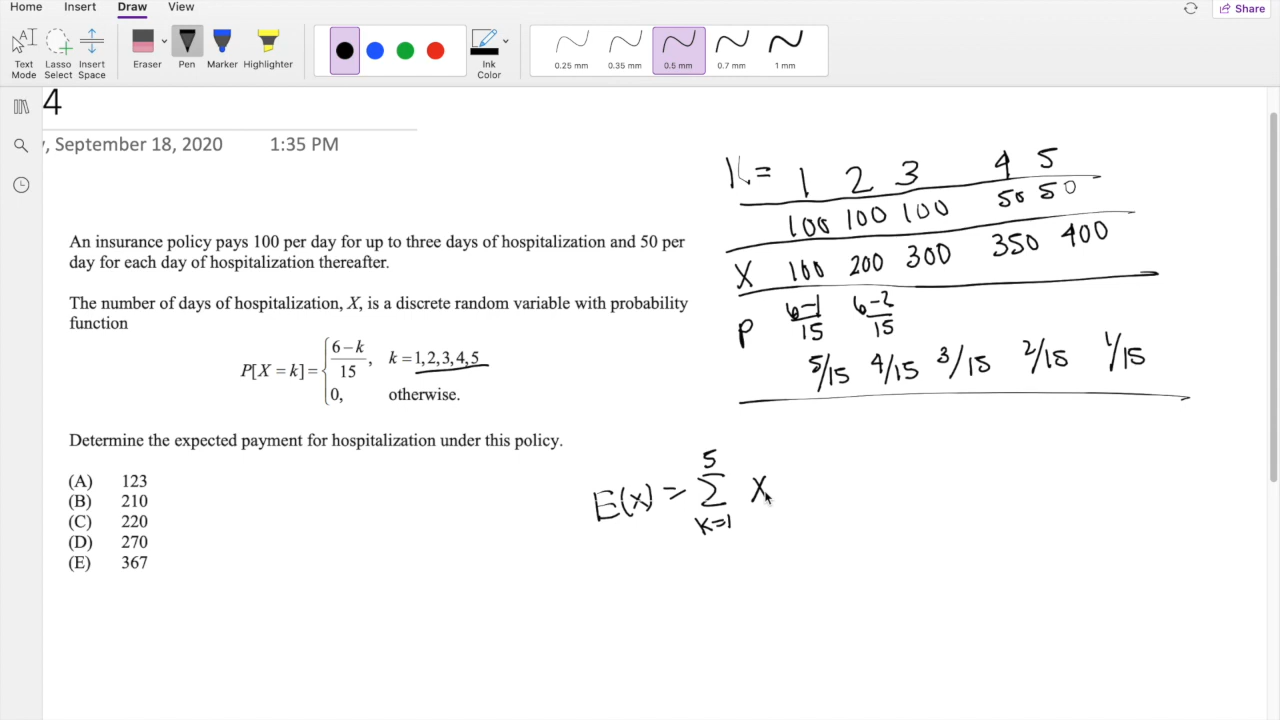 Home Insert Draw View
Share
Text Mode
Lasso Select
Insert Space
Eraser
Pen
Marker
Highlighter
Ink Color
0.25 mm 0.35 mm 0.5 mm 0.7 mm 1 mm
4
, September 18, 2020 1:35 PM
K= 1 2 3 4 5
100 100 100 50 50
X 100 200 300 350 400
P 6-1/15 6-2/15
5/15 4/15 3/15 2/15 1/15
An insurance policy pays 100 per day for up to three days of hospitalization and 50 per
day for each day of hospitalization thereafter.
The number of days of hospitalization, X, is a discrete random variable with probability
function
P[X = k] = { (6 – k)/15, k = 1,2,3,4,5
0, otherwise.
Determine the expected payment for hospitalization under this policy.
(A) 123
(B) 210
(C) 220
(D) 270
(E) 367
E(x) = 5 Σ k=1 X